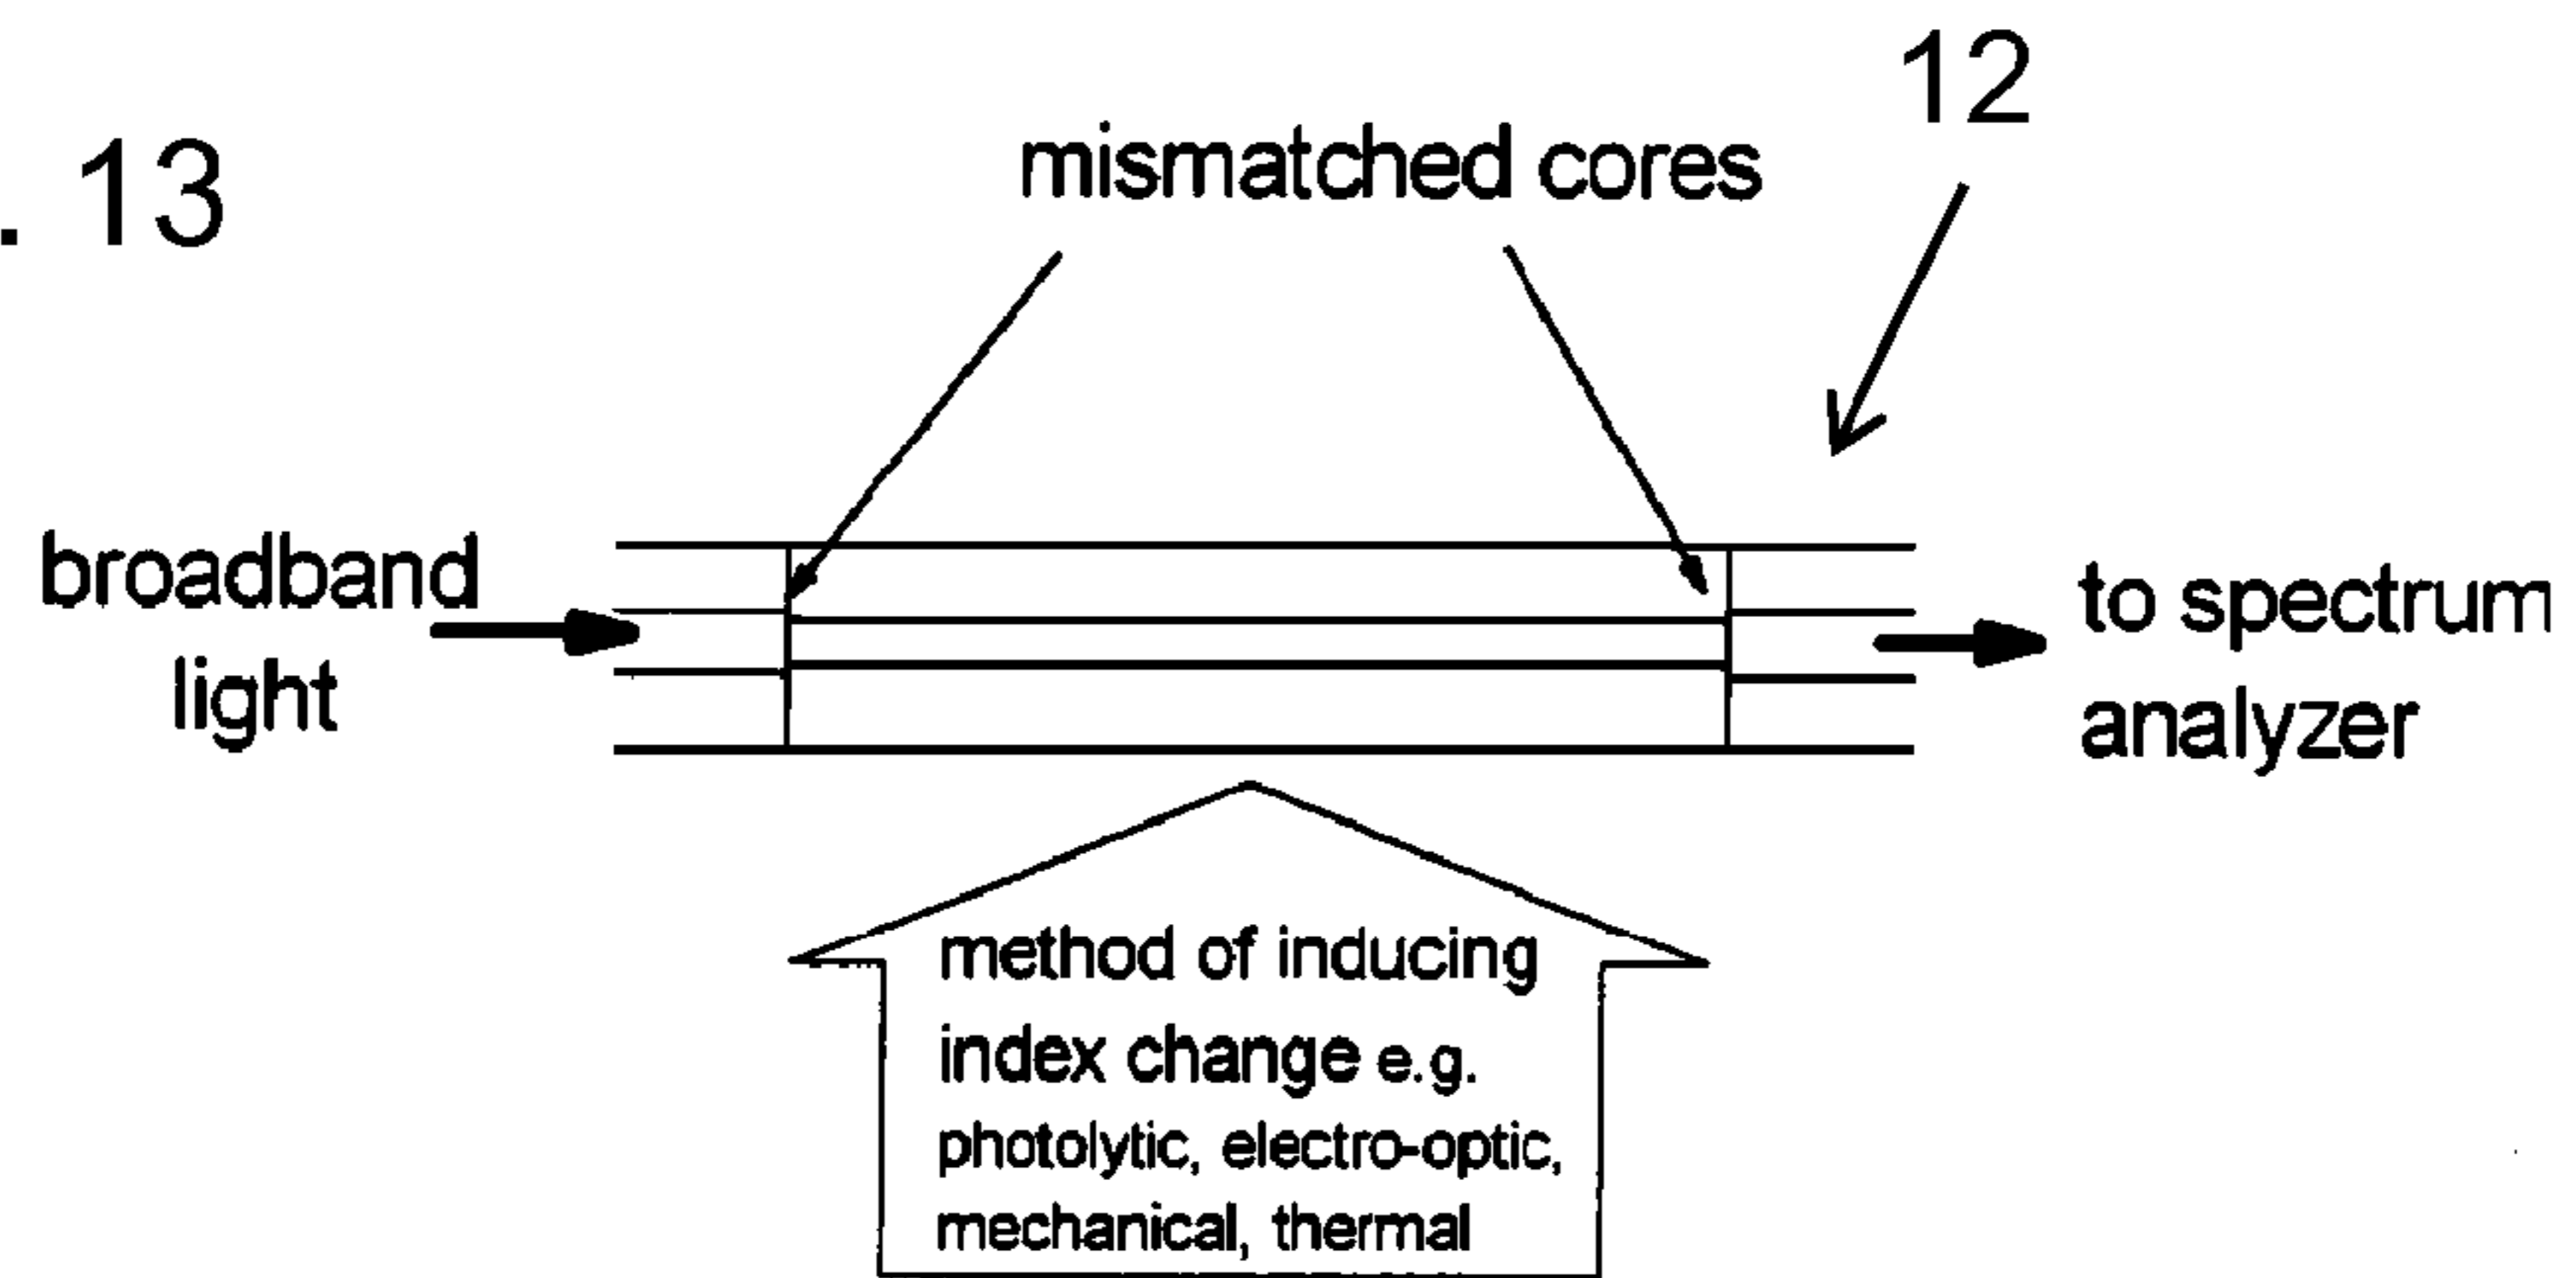 . 13
12
mismatched cores
broadband
light
to spectrum
analyzer
method of inducing
index change e.g.
photolytic, electro-optic,
mechanical, thermal